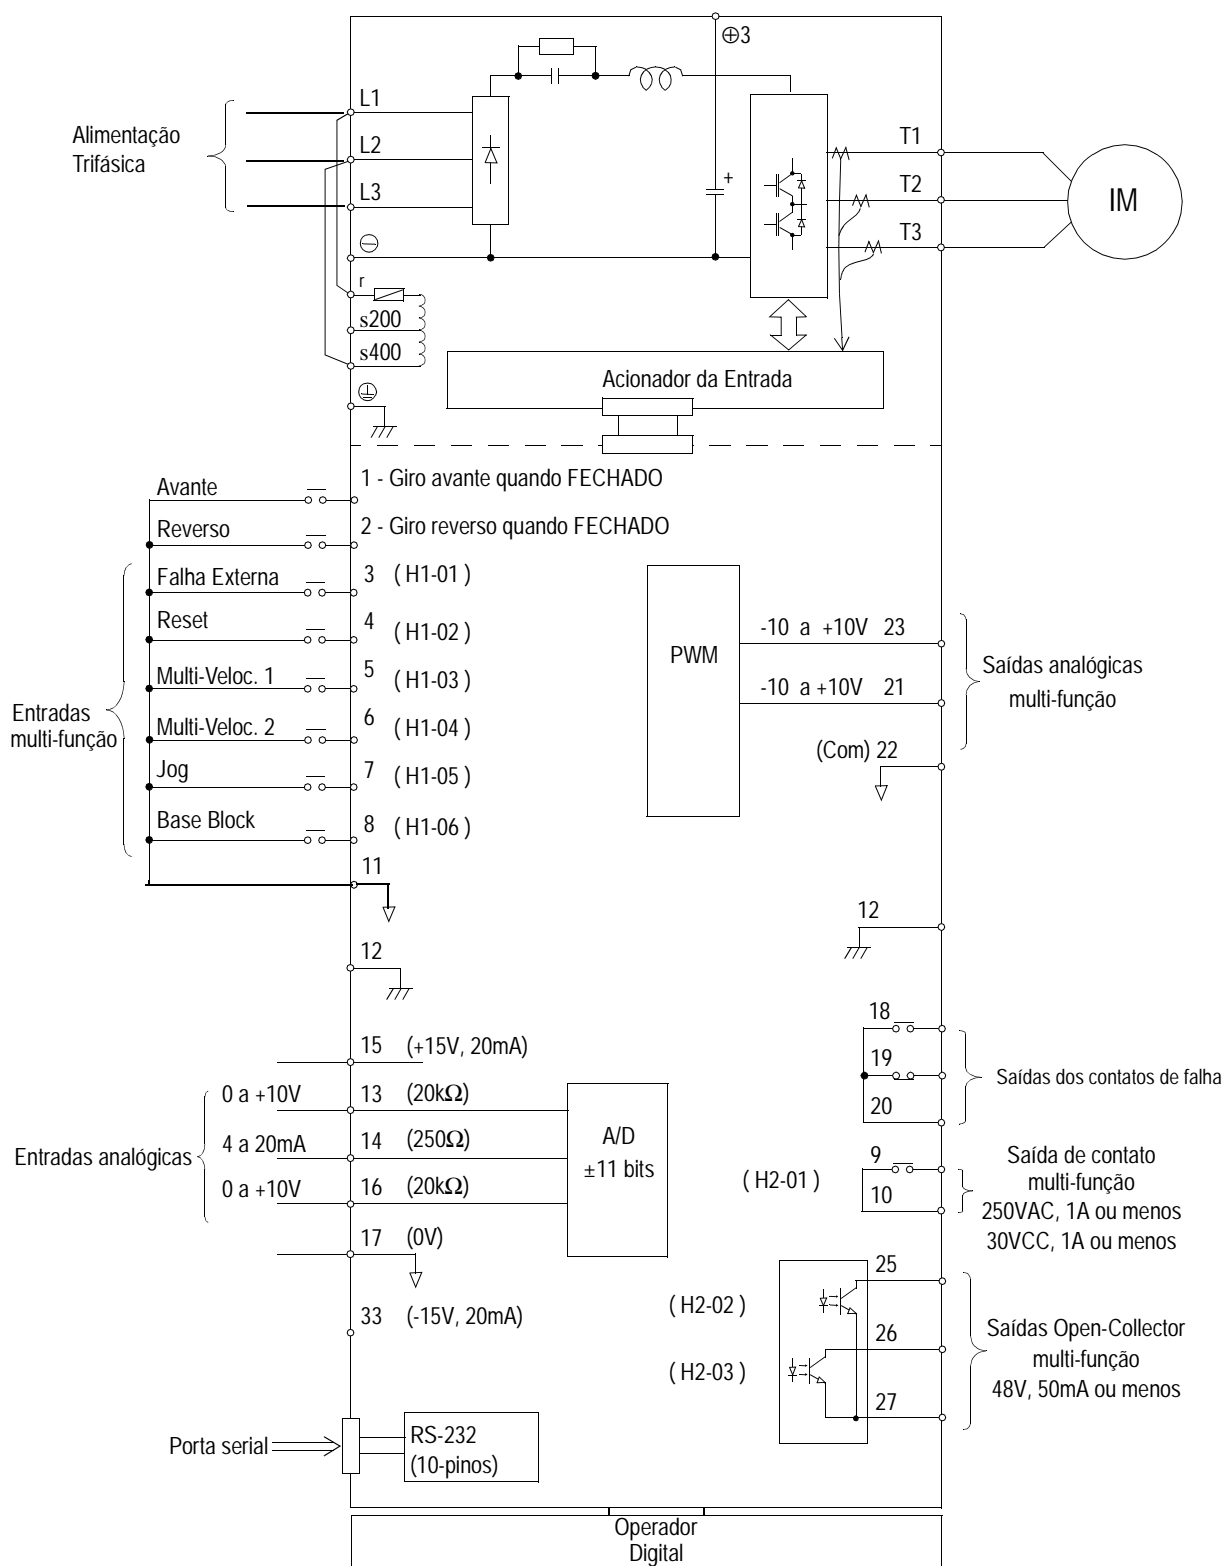 ⊕3
L1
Alimentação
Trifásica
L2
L3
T1
T2
T3
IM
⊖
r
s200
s400
Acionador da Entrada
1 - Giro avante quando FECHADO
Avante
2 - Giro reverso quando FECHADO
Reverso
Falha Externa
3 ( H1-01 )
Reset
4 ( H1-02 )
Multi-Veloc. 1
5 ( H1-03 )
Entradas
multi-função
Multi-Veloc. 2
6 ( H1-04 )
Jog
7 ( H1-05 )
Base Block
8 ( H1-06 )
11
12
PWM
-10 a +10V 23
-10 a +10V 21
(Com) 22
Saídas analógicas
multi-função
12
18
19
20
Saídas dos contatos de falha
15 (+15V, 20mA)
0 a +10V
13 (20kΩ)
Entradas analógicas
4 a 20mA
14 (250Ω)
0 a +10V
16 (20kΩ)
A/D
±11 bits
17 (0V)
33 (-15V, 20mA)
( H2-01 )
9
10
Saída de contato
multi-função
250VAC, 1A ou menos
30VCC, 1A ou menos
( H2-02 )
25
( H2-03 )
26
27
Saídas Open-Collector
multi-função
48V, 50mA ou menos
Porta serial
RS-232
(10-pinos)
Operador
Digital
+